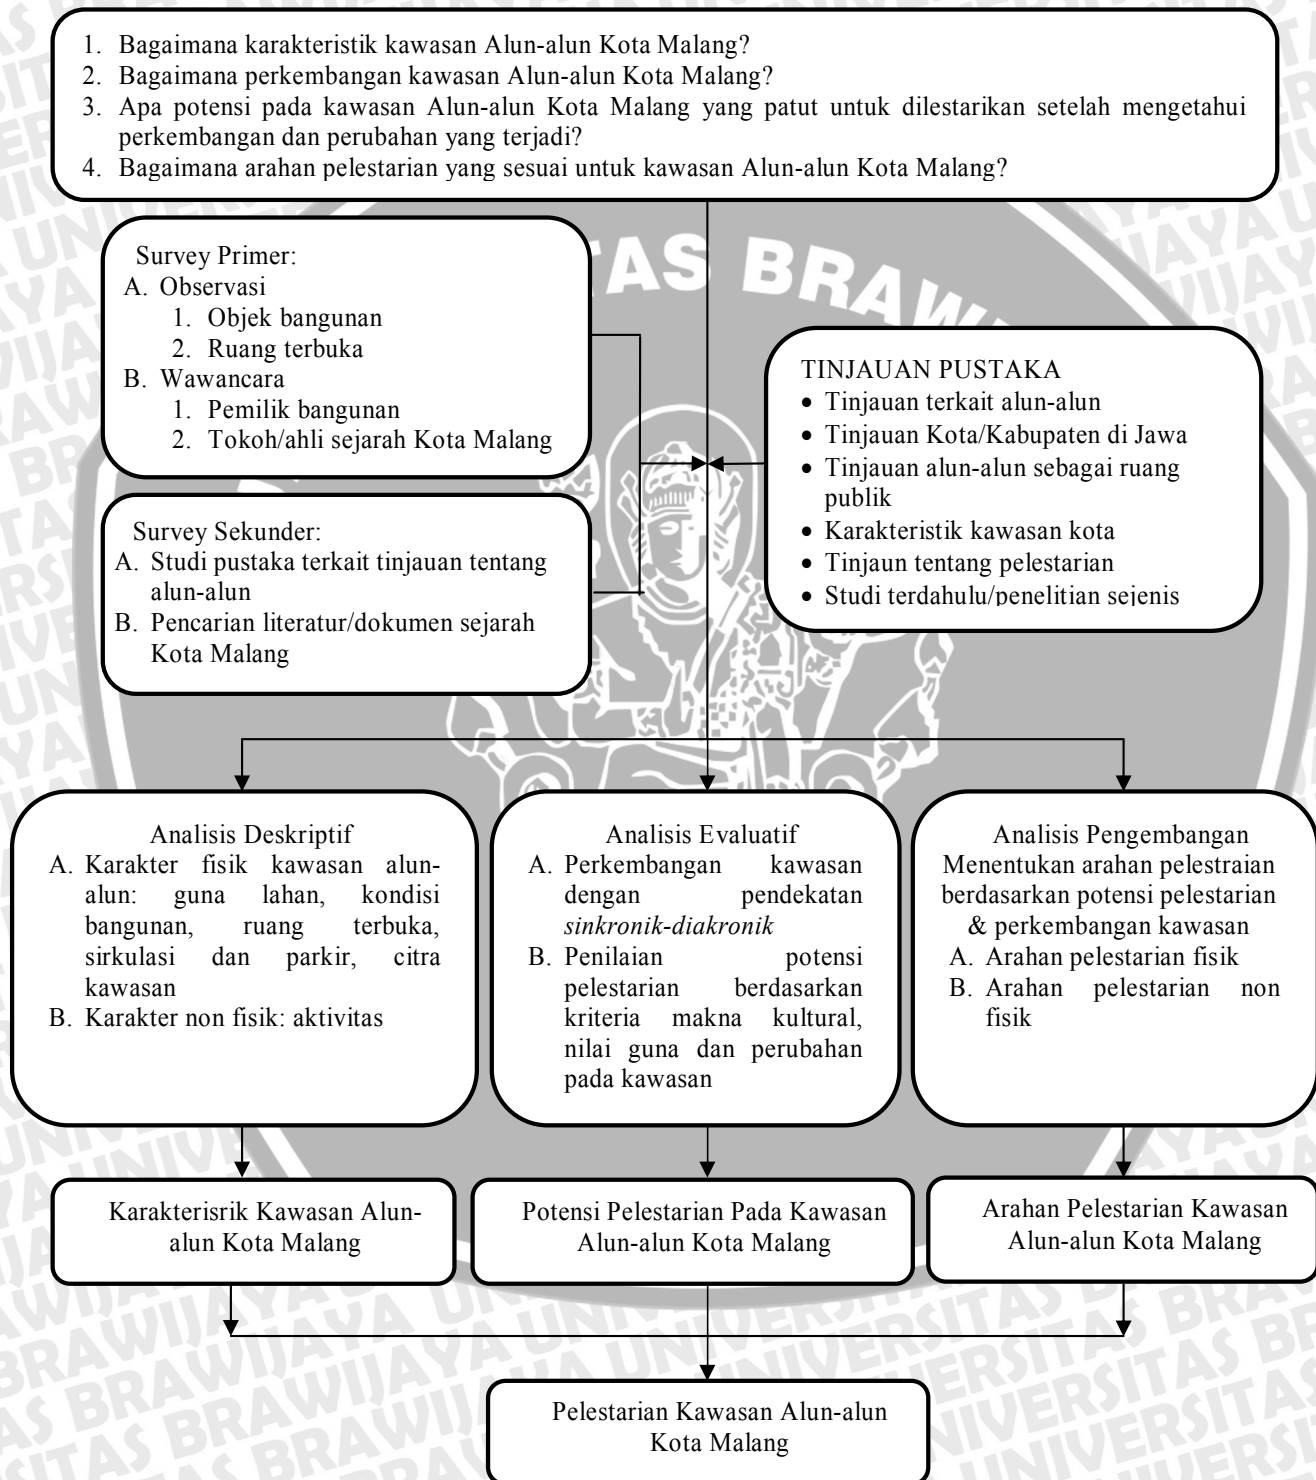 1. Bagaimana karakteristik kawasan Alun-alun Kota Malang?
2. Bagaimana perkembangan kawasan Alun-alun Kota Malang?
3. Apa potensi pada kawasan Alun-alun Kota Malang yang patut untuk dilestarikan setelah mengetahui
perkembangan dan perubahan yang terjadi?
4. Bagaimana arahan pelestarian yang sesuai untuk kawasan Alun-alun Kota Malang?
Survey Primer:
A. Observasi
1. Objek bangunan
2. Ruang terbuka
B. Wawancara
1. Pemilik bangunan
2. Tokoh/ahli sejarah Kota Malang
Survey Sekunder:
A. Studi pustaka terkait tinjauan tentang
alun-alun
B. Pencarian literatur/dokumen sejarah
Kota Malang
TINJAUAN PUSTAKA
• Tinjauan terkait alun-alun
• Tinjauan Kota/Kabupaten di Jawa
• Tinjauan alun-alun sebagai ruang
publik
• Karakteristik kawasan kota
• Tinjaun tentang pelestarian
• Studi terdahulu/penelitian sejenis
Analisis Deskriptif
A. Karakter fisik kawasan alun-
alun: guna lahan, kondisi
bangunan, ruang terbuka,
sirkulasi dan parkir, citra
kawasan
B. Karakter non fisik: aktivitas
Analisis Evaluatif
A. Perkembangan kawasan
dengan pendekatan
sinkronik-diakronik
B. Penilaian potensi
pelestarian berdasarkan
kriteria makna kultural,
nilai guna dan perubahan
pada kawasan
Analisis Pengembangan
Menentukan arahan pelestraian
berdasarkan potensi pelestarian
& perkembangan kawasan
A. Arahan pelestarian fisik
B. Arahan pelestarian non
fisik
Karakterisrik Kawasan Alun-
alun Kota Malang
Potensi Pelestarian Pada Kawasan
Alun-alun Kota Malang
Arahan Pelestarian Kawasan
Alun-alun Kota Malang
Pelestarian Kawasan Alun-alun
Kota Malang